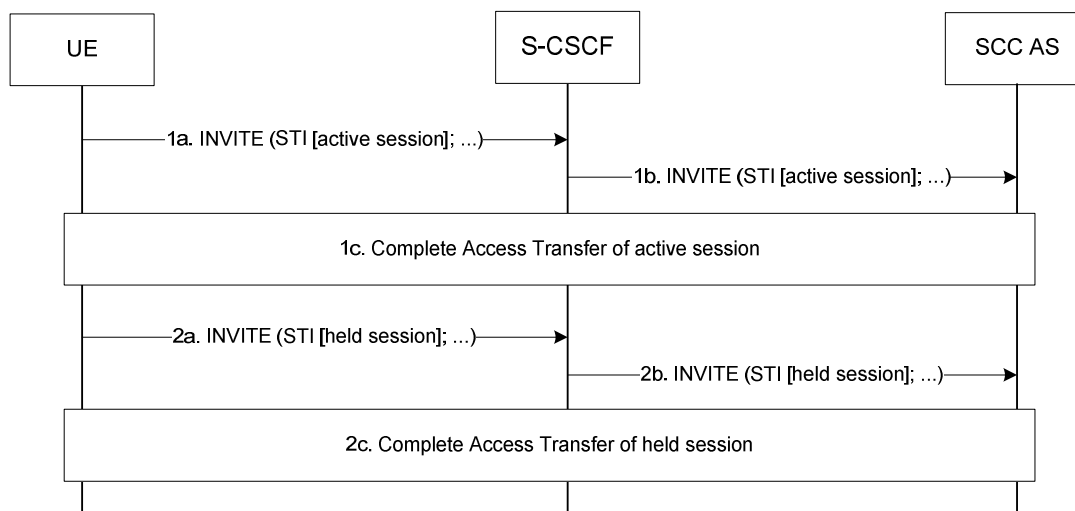 UE
S-CSCF
SCC AS
1a. INVITE (STI [active session]; ...)
1b. INVITE (STI [active session]; ...)
1c. Complete Access Transfer of active session
2a. INVITE (STI [held session]; ...)
2b. INVITE (STI [held session]; ...)
2c. Complete Access Transfer of held session